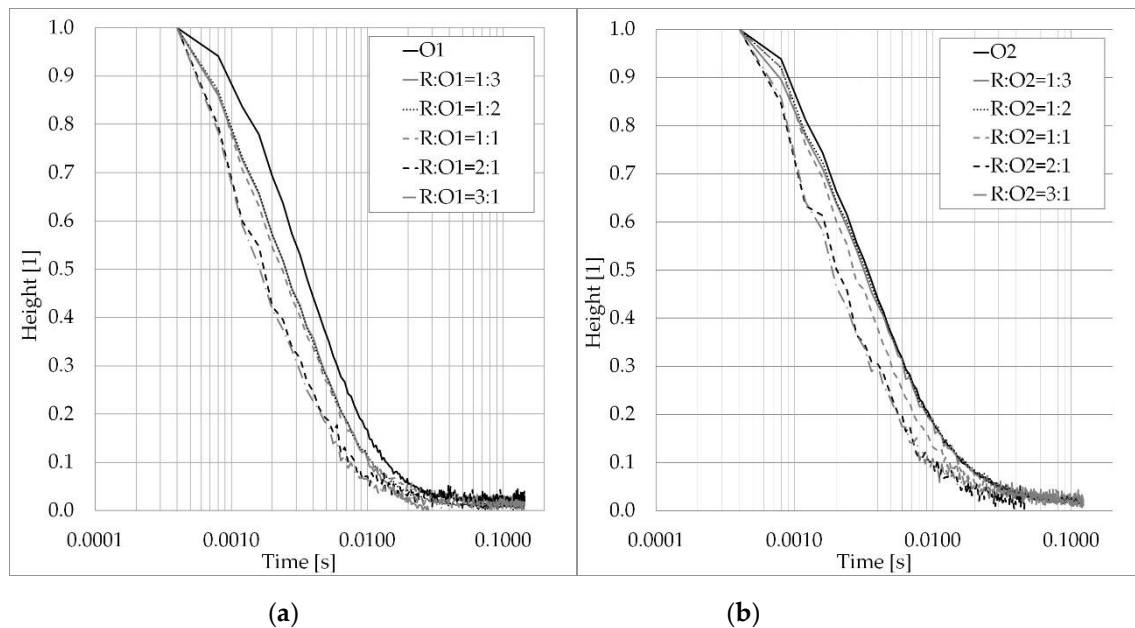 1.0
0.9
0.8
0.7
0.6
0.5
0.4
0.3
0.2
0.1
0.0
Height [1]
O1
R:O1=1:3
R:O1=1:2
R:O1=1:1
R:O1=2:1
R:O1=3:1
0.0001 0.0010 0.0100 0.1000
Time [s]
(a)
1.0
0.9
0.8
0.7
0.6
0.5
0.4
0.3
0.2
0.1
0.0
Height [1]
O2
R:O2=1:3
R:O2=1:2
R:O2=1:1
R:O2=2:1
R:O2=3:1
0.0001 0.0010 0.0100 0.1000
Time [s]
(b)